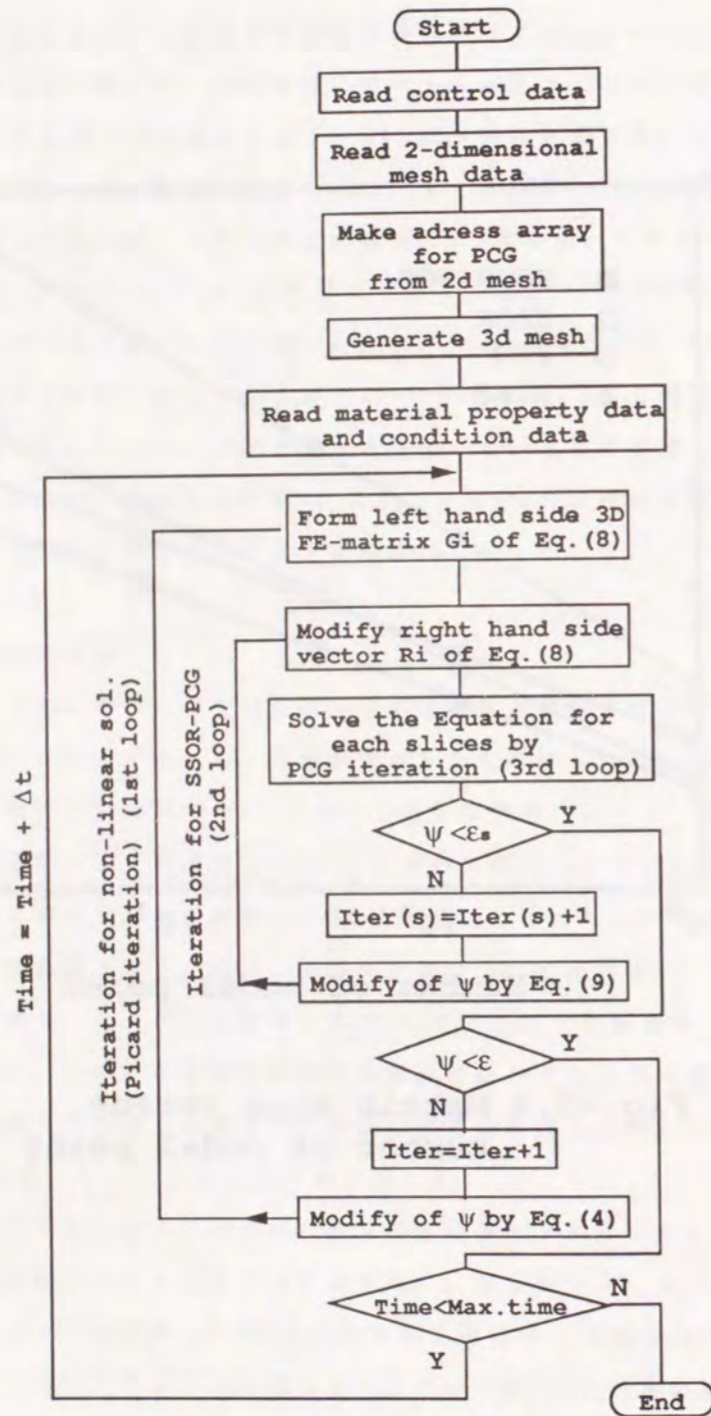 Start
Read control data
Read 2-dimensional
mesh data
Make adress array
for PCG
from 2d mesh
Generate 3d mesh
Read material property data
and condition data
Form left hand side 3D
FE-matrix Gi of Eq.(8)
Modify right hand side
vector Ri of Eq.(8)
Solve the Equation for
each slices by
PCG iteration (3rd loop)
ψ <εs
Y
N
Iter(s)=Iter(s)+1
Modify of ψ by Eq.(9)
ψ <ε
Y
N
Iter=Iter+1
Modify of ψ by Eq.(4)
Time<Max.time
N
Y
End
Time = Time + Δt
Iteration for non-linear sol.
(Picard iteration) (1st loop)
Iteration for SSOR-PCG
(2nd loop)